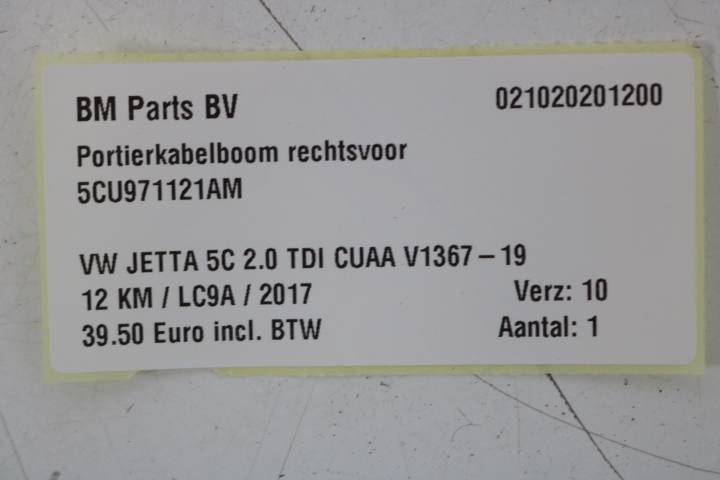 BM Parts BV 021020201200
Portierkabelboom rechtsvoor
5CU971121AM
VW JETTA 5C 2.0 TDI CUAA V1367-19
12 KM / LC9A / 2017 Verz: 10
39.50 Euro incl. BTW Aantal: 1